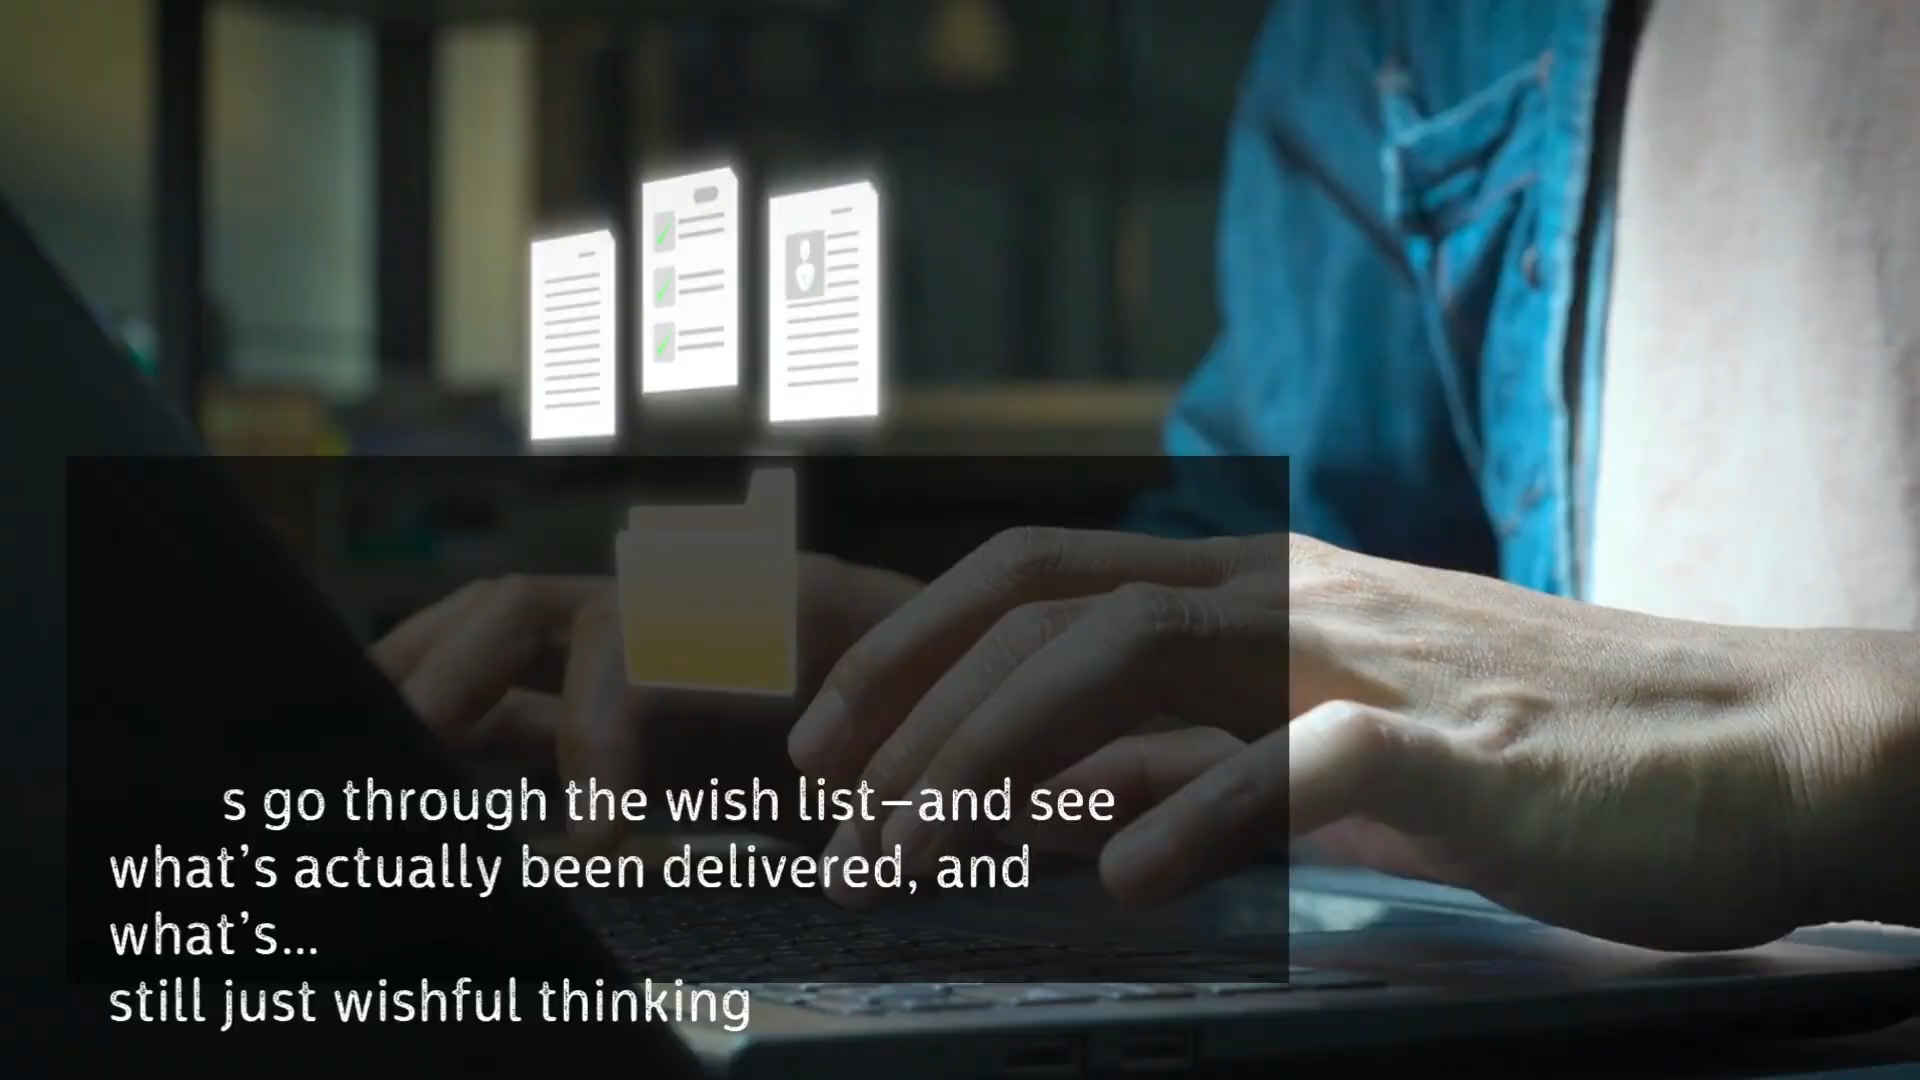 s go through the wish list–and see
what’s actually been delivered, and
what’s...
still just wishful thinking